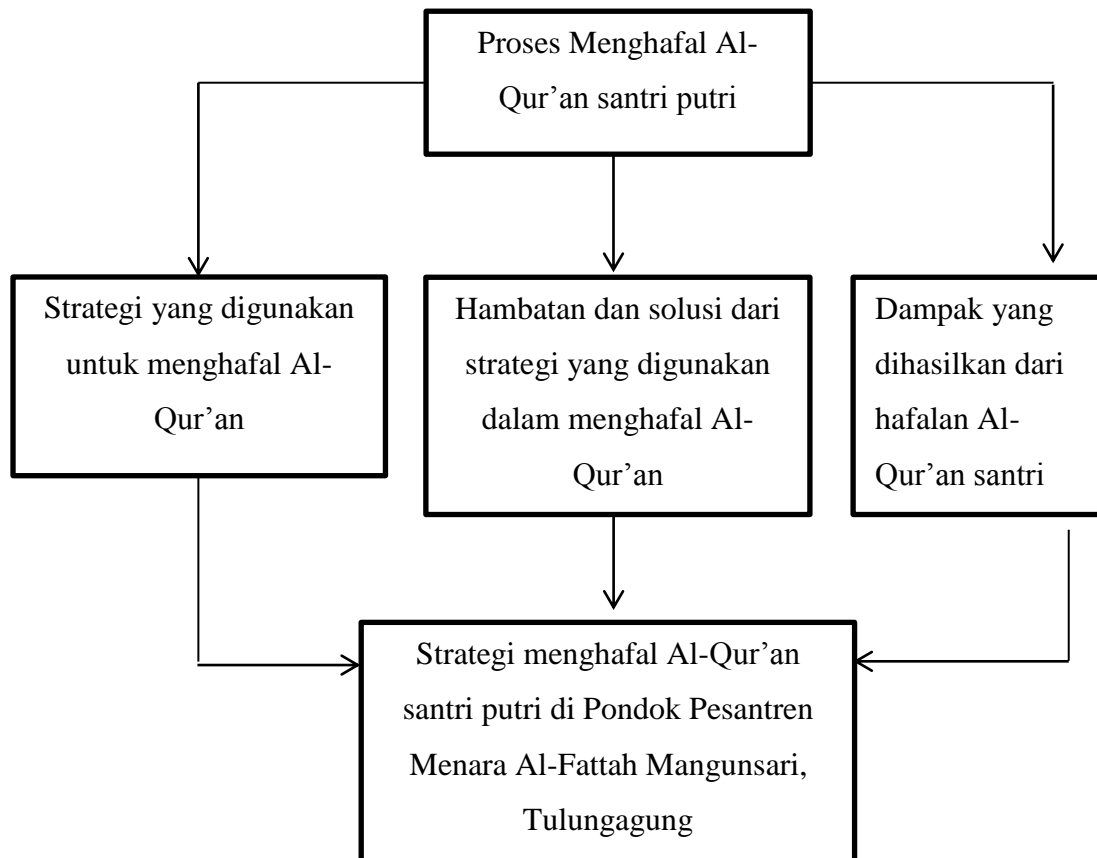 Proses Menghafal Al-
Qur’an santri putri
Strategi yang digunakan
untuk menghafal Al-
Qur’an
Hambatan dan solusi dari
strategi yang digunakan
dalam menghafal Al-
Qur’an
Dampak yang
dihasilkan dari
hafalan Al-
Qur’an santri
Strategi menghafal Al-Qur’an
santri putri di Pondok Pesantren
Menara Al-Fattah Mangunsari,
Tulungagung